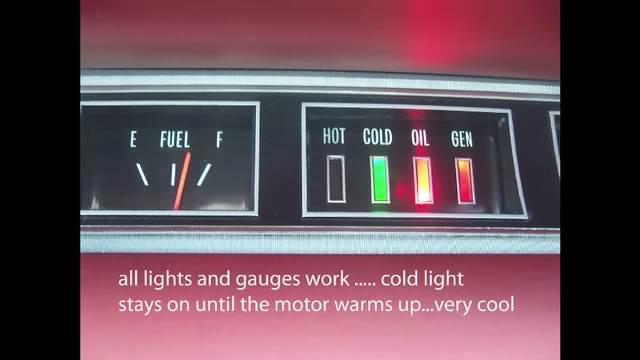 E FUEL F
HOT COLD OIL GEN
all lights and gauges work ..... cold light
stays on until the motor warms up...very cool